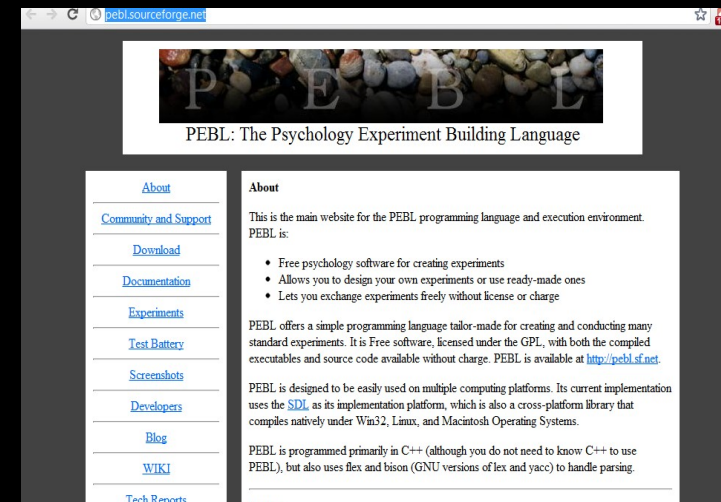 pebl.sourceforge.net
PEBL
PEBL: The Psychology Experiment Building Language
About
Community and Support
Download
Documentation
Experiments
Test Battery
Screenshots
Developers
Blog
WIKI
Tech Reports
About
This is the main website for the PEBL programming language and execution environment.
PEBL is:
• Free psychology software for creating experiments
• Allows you to design your own experiments or use ready-made ones
• Lets you exchange experiments freely without license or charge
PEBL offers a simple programming language tailor-made for creating and conducting many
standard experiments. It is Free software, licensed under the GPL, with both the compiled
executables and source code available without charge. PEBL is available at http://pebl.sf.net.
PEBL is designed to be easily used on multiple computing platforms. Its current implementation
uses the SDL as its implementation platform, which is also a cross-platform library that
compiles natively under Win32, Linux, and Macintosh Operating Systems.
PEBL is programmed primarily in C++ (although you do not need to know C++ to use
PEBL), but also uses flex and bison (GNU versions of lex and yacc) to handle parsing.